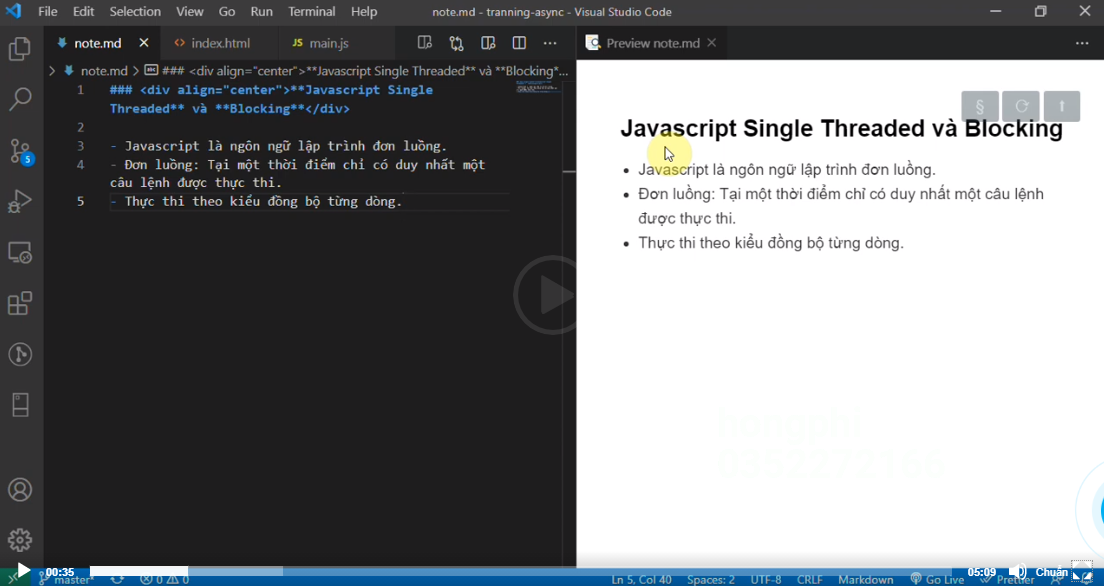 File Edit Selection View Go Run Terminal Help note.md - tranning-async - Visual Studio Code
note.md index.html JS main.js Preview note.md
note.md > ### <div align="center">**Javascript Single Threaded** và **Blocking*...
1 ### <div align="center">**Javascript Single
Threaded** và **Blocking**</div>
2
3 - Javascript là ngôn ngữ lập trình đơn luồng.
4 - Đơn luồng: Tại một thời điểm chỉ có duy nhất một
câu lệnh được thực thi.
5 - Thực thi theo kiểu đồng bộ từng dòng.
Javascript Single Threaded và Blocking
• Javascript là ngôn ngữ lập trình đơn luồng.
• Đơn luồng: Tại một thời điểm chỉ có duy nhất một câu lệnh
được thực thi.
• Thực thi theo kiểu đồng bộ từng dòng.
5
00:35 05:09 Chuẩn
master* 0 0 Ln 5, Col 40 Spaces: 2 UTF-8 CRLF Markdown Go Live Prettier